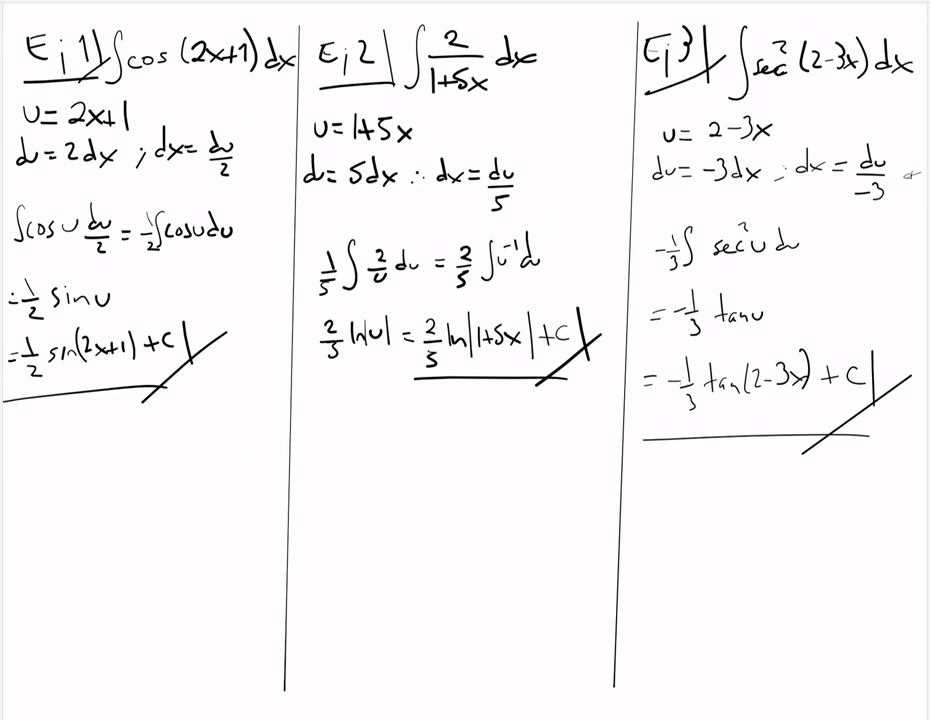 Ej 1) ∫cos (2x+1) dx
u = 2x+1
du = 2dx ; dx = du/2
∫cos u du/2 = 1/2 ∫cosu du
= 1/2 sin u
= 1/2 sin(2x+1) + C
Ej 2 ∫ 2/(1+5x) dx
u = 1+5x
du = 5dx ∴ dx = du/5
1/5 ∫ 2/u du = 2/5 ∫u⁻¹ du
2/5 ln|u| = 2/5 ln|1+5x| + C
Ej 3 ∫sec² (2-3x) dx
u = 2-3x
du = -3dx ∴ dx = du/-3
-1/3 ∫ sec²u du
= -1/3 tan u
= -1/3 tan(2-3x) + C